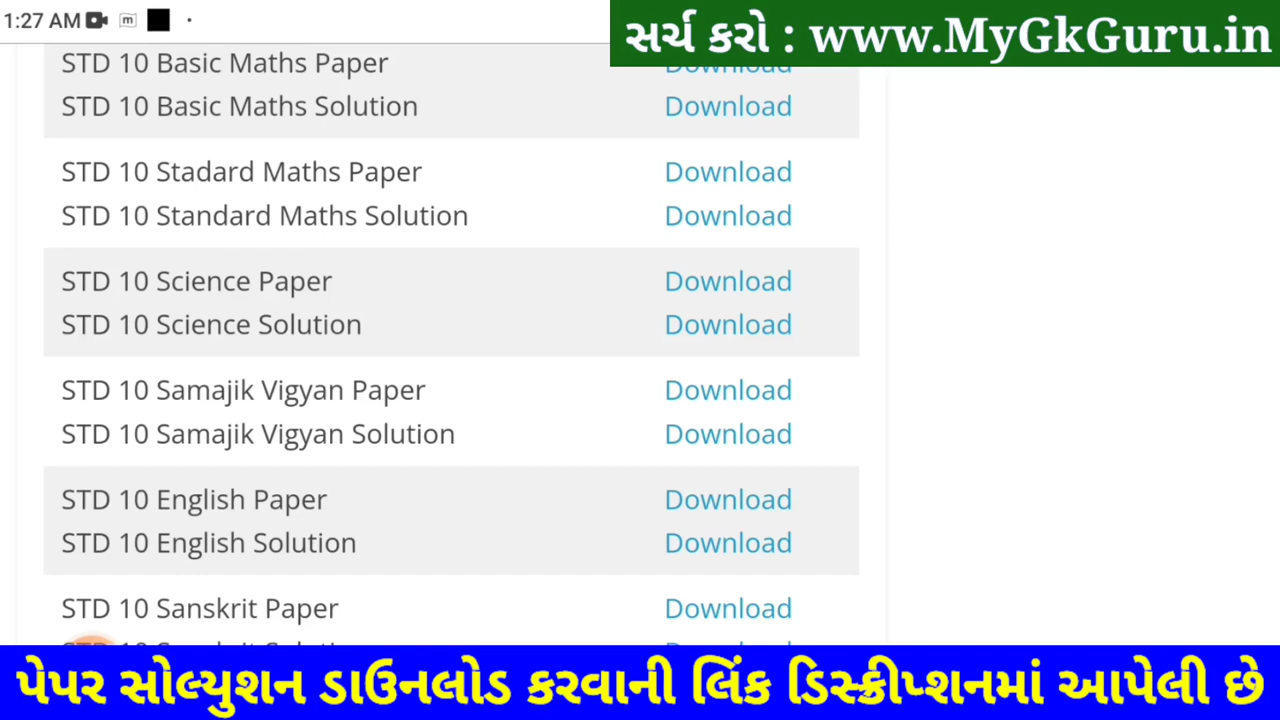 1:27 AM
સર્ચ કરો : www.MyGkGuru.in
STD 10 Basic Maths Paper Download
STD 10 Basic Maths Solution Download
STD 10 Stadard Maths Paper Download
STD 10 Standard Maths Solution Download
STD 10 Science Paper Download
STD 10 Science Solution Download
STD 10 Samajik Vigyan Paper Download
STD 10 Samajik Vigyan Solution Download
STD 10 English Paper Download
STD 10 English Solution Download
STD 10 Sanskrit Paper Download
પેપર સોલ્યુશન ડાઉનલોડ કરવાની લિંક ડિસ્ક્રીપ્શનમાં આપેલી છે